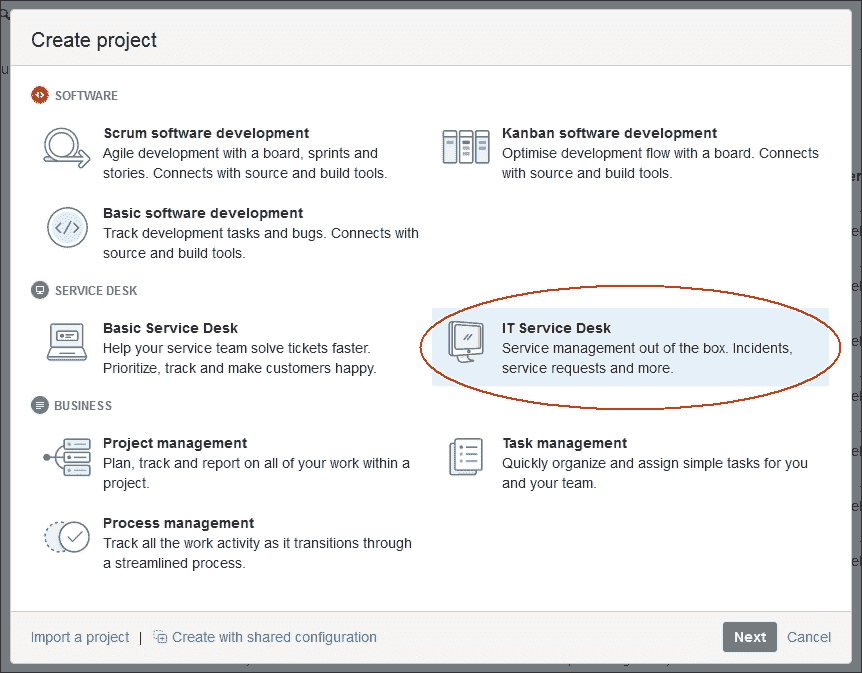 Create project
SOFTWARE
Scrum software development
Agile development with a board, sprints and
stories. Connects with source and build tools.
Kanban software development
Optimise development flow with a board. Connects
with source and build tools.
Basic software development
Track development tasks and bugs. Connects with
source and build tools.
SERVICE DESK
Basic Service Desk
Help your service team solve tickets faster.
Prioritize, track and make customers happy.
IT Service Desk
Service management out of the box. Incidents,
service requests and more.
BUSINESS
Project management
Plan, track and report on all of your work within a
project.
Task management
Quickly organize and assign simple tasks for you
and your team.
Process management
Track all the work activity as it transitions through
a streamlined process.
Import a project | Create with shared configuration Next Cancel